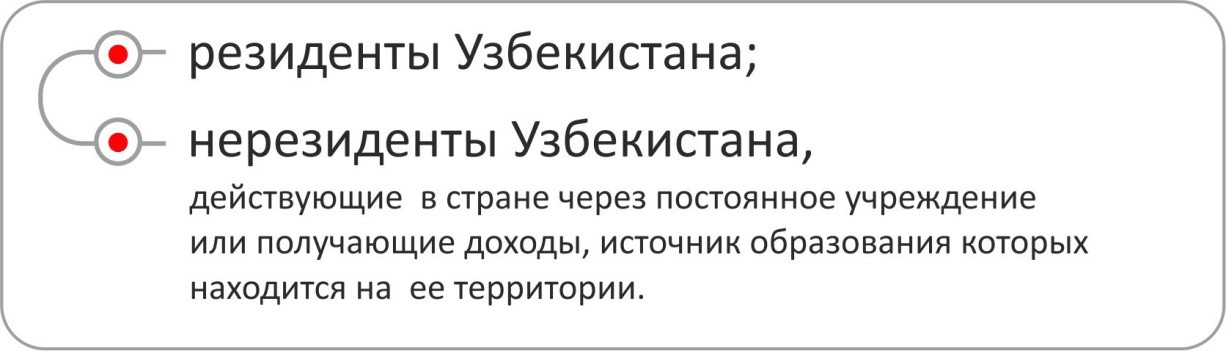 резиденты Узбекистана;
нерезиденты Узбекистана,
действующие в стране через постоянное учреждение
или получающие доходы, источник образования которых
находится на ее территории.